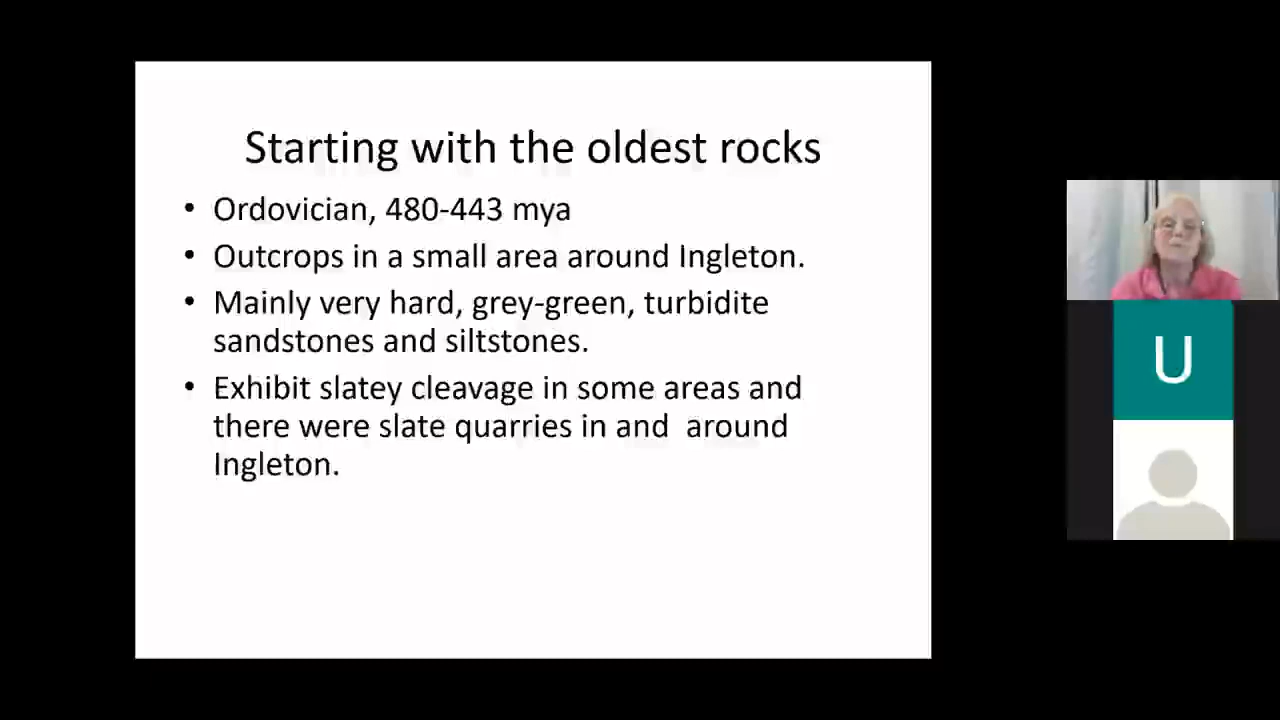 Starting with the oldest rocks
• Ordovician, 480-443 mya
• Outcrops in a small area around Ingleton.
• Mainly very hard, grey-green, turbidite
sandstones and siltstones.
• Exhibit slatey cleavage in some areas and
there were slate quarries in and  around
Ingleton.
U